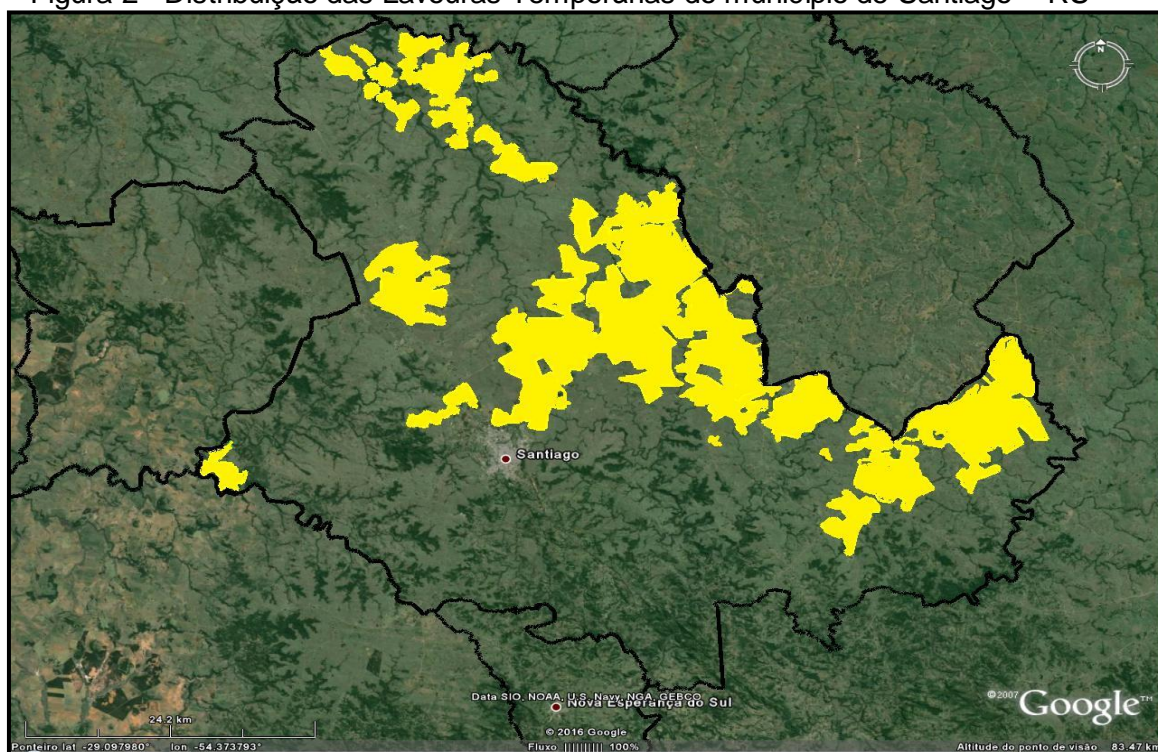 Figura 2 - Distribuição das Lavouras Temporárias do município de Santiago – RS
N
Santiago
Data SIO, NOAA, U.S. Navy, NGA, GEBCO
Nova Esperança do Sul
©2007 Google
24.2 km
© 2016 Google
Ponteiro lat -29.097980° lon -54.373793° Fluxo ||||||||| 100% Altitude do ponto de visão 83.47 km